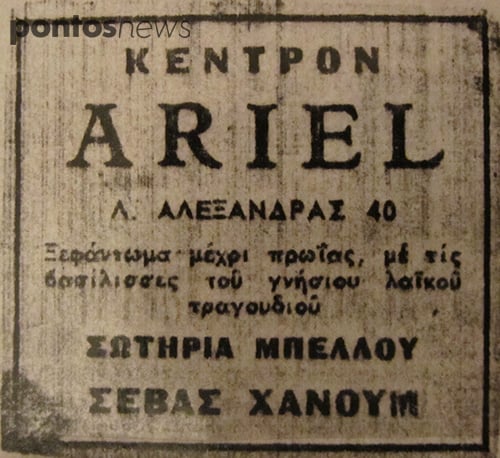 pontosnews
ΚΕΝΤΡΟΝ
ARIEL
Λ. ΑΛΕΞΑΝΔΡΑΣ 40
Ξεφάντωμα μέχρι πρωΐας, μέ τίς
βασίλισσες τοῦ γνήσιου λαϊκοῦ
τραγουδιοῦ
ΣΩΤΗΡΙΑ ΜΠΕΛΛΟΥ
ΣΕΒΑΣ ΧΑΝΟΥΜ